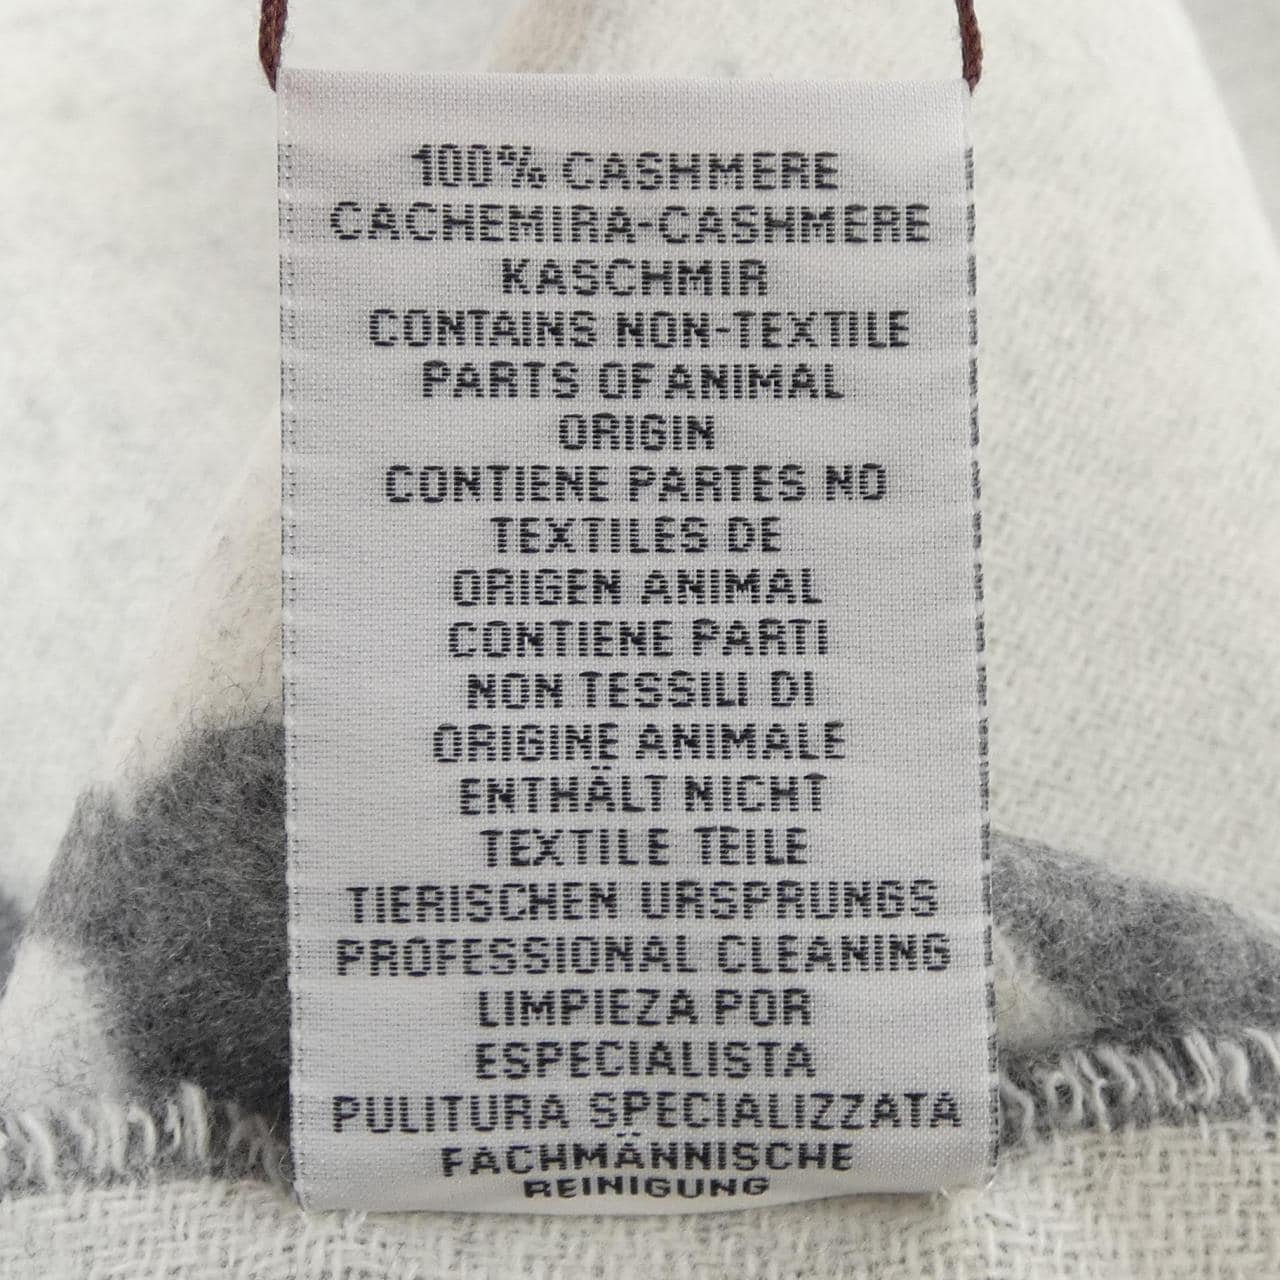 100% CASHMERE
CACHEMIRA-CASHMERE
KASCHMIR
CONTAINS NON-TEXTILE
PARTS OF ANIMAL
ORIGIN
CONTIENE PARTES NO
TEXTILES DE
ORIGEN ANIMAL
CONTIENE PARTI
NON TESSILI DI
ORIGINE ANIMALE
ENTHÄLT NICHT
TEXTILE TEILE
TIERISCHEN URSPRUNGS
PROFESSIONAL CLEANING
LIMPIEZA POR
ESPECIALISTA
PULITURA SPECIALIZZATA
FACHMÄNNISCHE
REINIGUNG